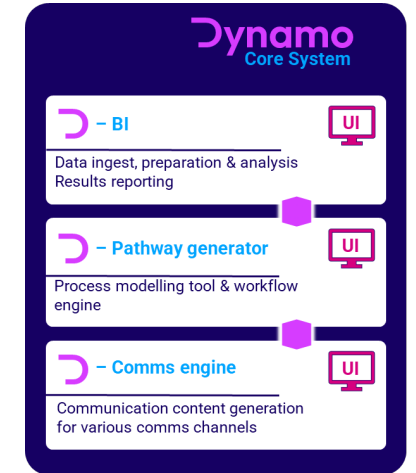 Dynamo
Core System
D – BI
UI
Data ingest, preparation & analysis
Results reporting
D – Pathway generator
UI
Process modelling tool & workflow
engine
D – Comms engine
UI
Communication content generation
for various comms channels